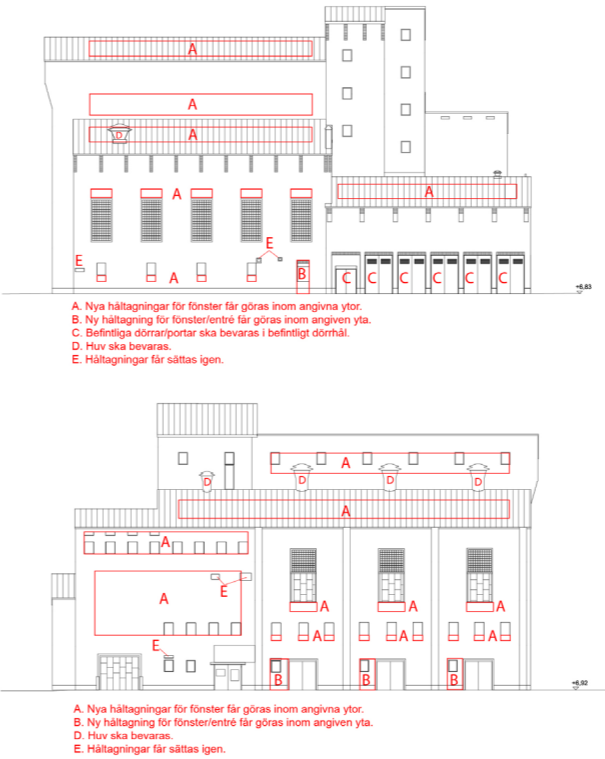 A
A
A
D
A
A
E
E
A
B
C
C
C
C
C
C
+6,83
A. Nya håltagningar för fönster får göras inom angivna ytor.
B. Ny håltagning för fönster/entré får göras inom angiven yta.
C. Befintliga dörrar/portar ska bevaras i befintligt dörrhål.
D. Huv ska bevaras.
E. Håltagningar får sättas igen.
A
D
D
D
D
A
A
A
E
A
A
A
A
A
A
E
B
B
B
+6,92
A. Nya håltagningar för fönster får göras inom angivna ytor.
B. Ny håltagning för fönster/entré får göras inom angiven yta.
D. Huv ska bevaras.
E. Håltagningar får sättas igen.